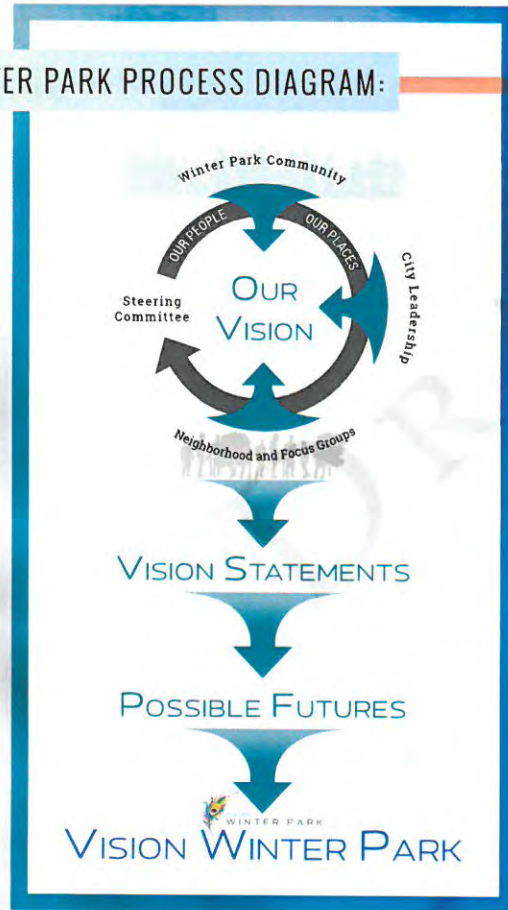 TER PARK PROCESS DIAGRAM:
Winter Park Community
OUR PEOPLE
OUR PLACES
City Leadership
Steering
Committee
OUR
VISION
Neighborhood and Focus Groups
VISION STATEMENTS
POSSIBLE FUTURES
WINTER PARK
VISION WINTER PARK